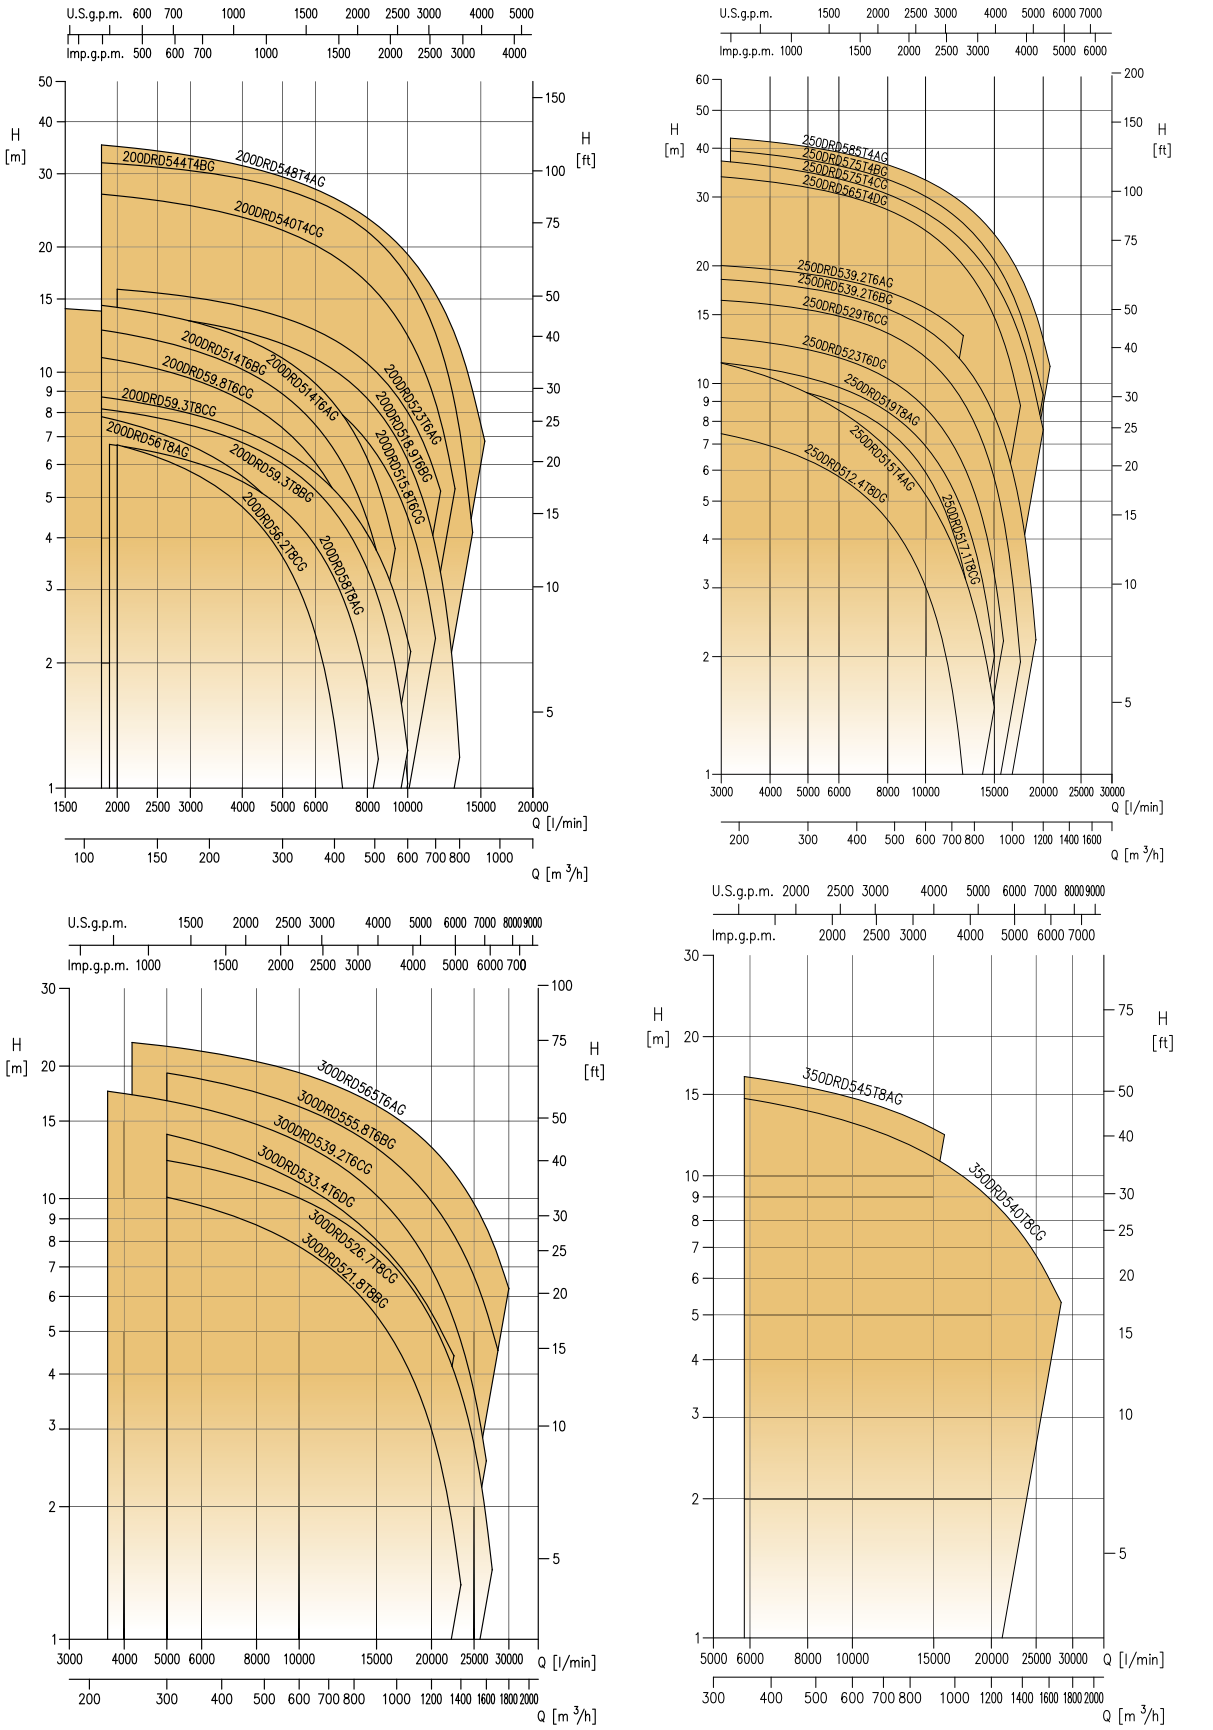 U.S.g.p.m. 600 700 1000 1500 2000 2500 3000 4000 5000
Imp.g.p.m. 500 600 700 1000 1500 2000 2500 3000 4000
H
[m]
50
40
30
20
15
10
9
8
7
6
5
4
3
2
1
H
[ft]
150
100
75
50
40
30
25
20
15
10
5
200DRD548T4AG
200DRD544T4BG
200DRD540T4CG
200DRD523T6AG
200DRD518.9T6BG
200DRD515.8T6CG
200DRD514T6BG
200DRD514T6AG
200DRD59.8T6CG
200DRD59.3T8CG
200DRD59.3T8BG
200DRD56T8AG
200DRD56.2T8CG
200DRD58T8AG
1500 2000 2500 3000 4000 5000 6000 8000 10000 15000 20000
Q [l/min]
100 150 200 300 400 500 600 700 800 1000
Q [m³/h]
U.S.g.p.m. 1500 2000 2500 3000 4000 5000 6000 7000
Imp.g.p.m. 1000 1500 2000 2500 3000 4000 5000 6000
H
[m]
60
50
40
30
20
15
10
9
8
7
6
5
4
3
2
1
H
[ft]
200
150
100
75
50
40
30
25
20
15
10
5
250DRD585T4AG
250DRD575T4BG
250DRD575T4CG
250DRD565T4DG
250DRD539.2T6AG
250DRD539.2T6BG
250DRD529T6CG
250DRD523T6DG
250DRD519T8AG
250DRD515T4AG
250DRD512.4T8DG
250DRD517.1T8CG
3000 4000 5000 6000 8000 10000 15000 20000 25000 30000
Q [l/min]
200 300 400 500 600 700 800 1000 1200 1400 1600
Q [m³/h]
U.S.g.p.m. 1500 2000 2500 3000 4000 5000 6000 7000 8000 9000
Imp.g.p.m. 1000 1500 2000 2500 3000 4000 5000 6000 700 0
H
[m]
30
20
15
10
9
8
7
6
5
4
3
2
1
H
[ft]
100
75
50
40
30
25
20
15
10
5
300DRD565T6AG
300DRD555.8T6BG
300DRD539.2T6CG
300DRD533.4T6DG
300DRD526.7T8CG
300DRD521.8T8BG
3000 4000 5000 6000 8000 10000 15000 20000 25000 30000
Q [l/min]
200 300 400 500 600 700 800 1000 1200 1400 1600 1800 2000
Q [m³/h]
U.S.g.p.m. 2000 2500 3000 4000 5000 6000 7000 8000 9000
Imp.g.p.m. 2000 2500 3000 4000 5000 6000 7000
H
[m]
30
20
15
10
9
8
7
6
5
4
3
2
1
H
[ft]
75
50
40
30
25
20
15
10
5
350DRD545T8AG
350DRD540T8CG
5000 6000 8000 10000 15000 20000 25000 30000
Q [l/min]
300 400 500 600 700 800 1000 1200 1400 1600 1800 2000
Q [m³/h]